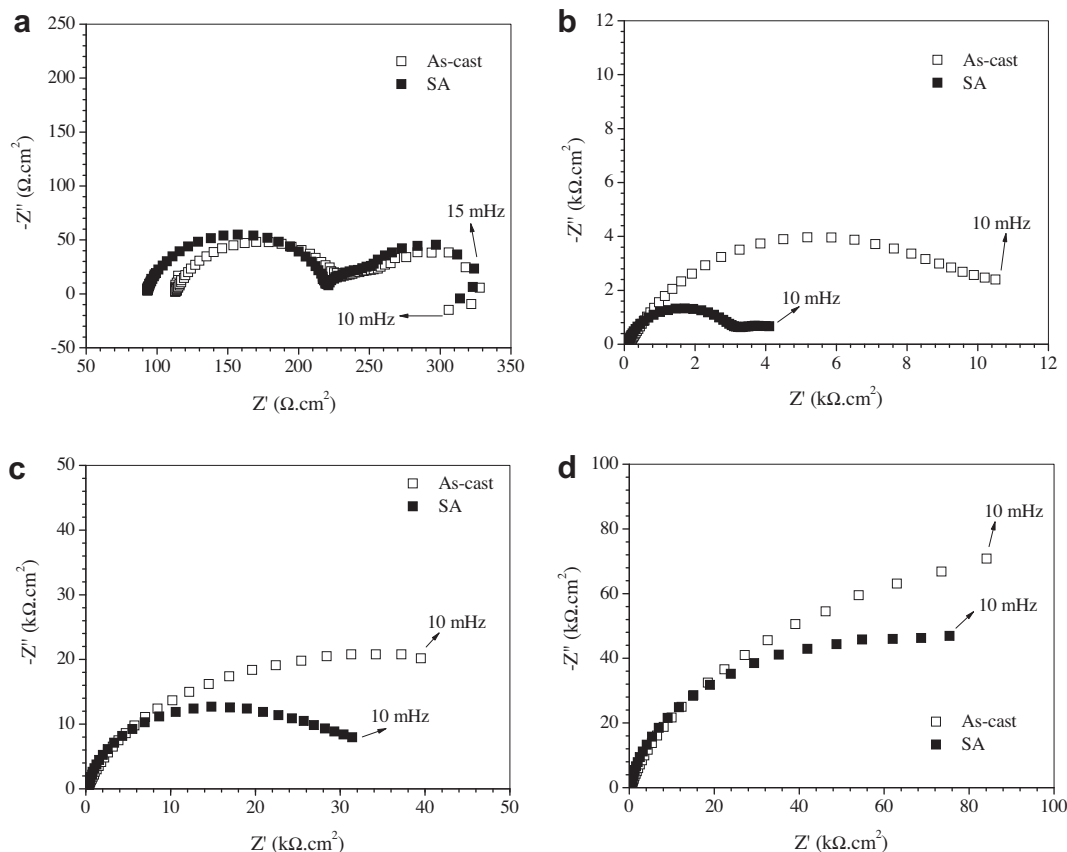 a
250
200
150
100
50
0
-50
-Z'' (Ω.cm²)
As-cast
SA
15 mHz
10 mHz
50 100 150 200 250 300 350
Z' (Ω.cm²)
b
12
10
8
6
4
2
0
-Z'' (kΩ.cm²)
As-cast
SA
10 mHz
10 mHz
0 2 4 6 8 10 12
Z' (kΩ.cm²)
c
50
40
30
20
10
0
-Z'' (kΩ.cm²)
As-cast
SA
10 mHz
10 mHz
0 10 20 30 40 50
Z' (kΩ.cm²)
d
100
80
60
40
20
0
-Z'' (kΩ.cm²)
10 mHz
10 mHz
As-cast
SA
0 20 40 60 80 100
Z' (kΩ.cm²)